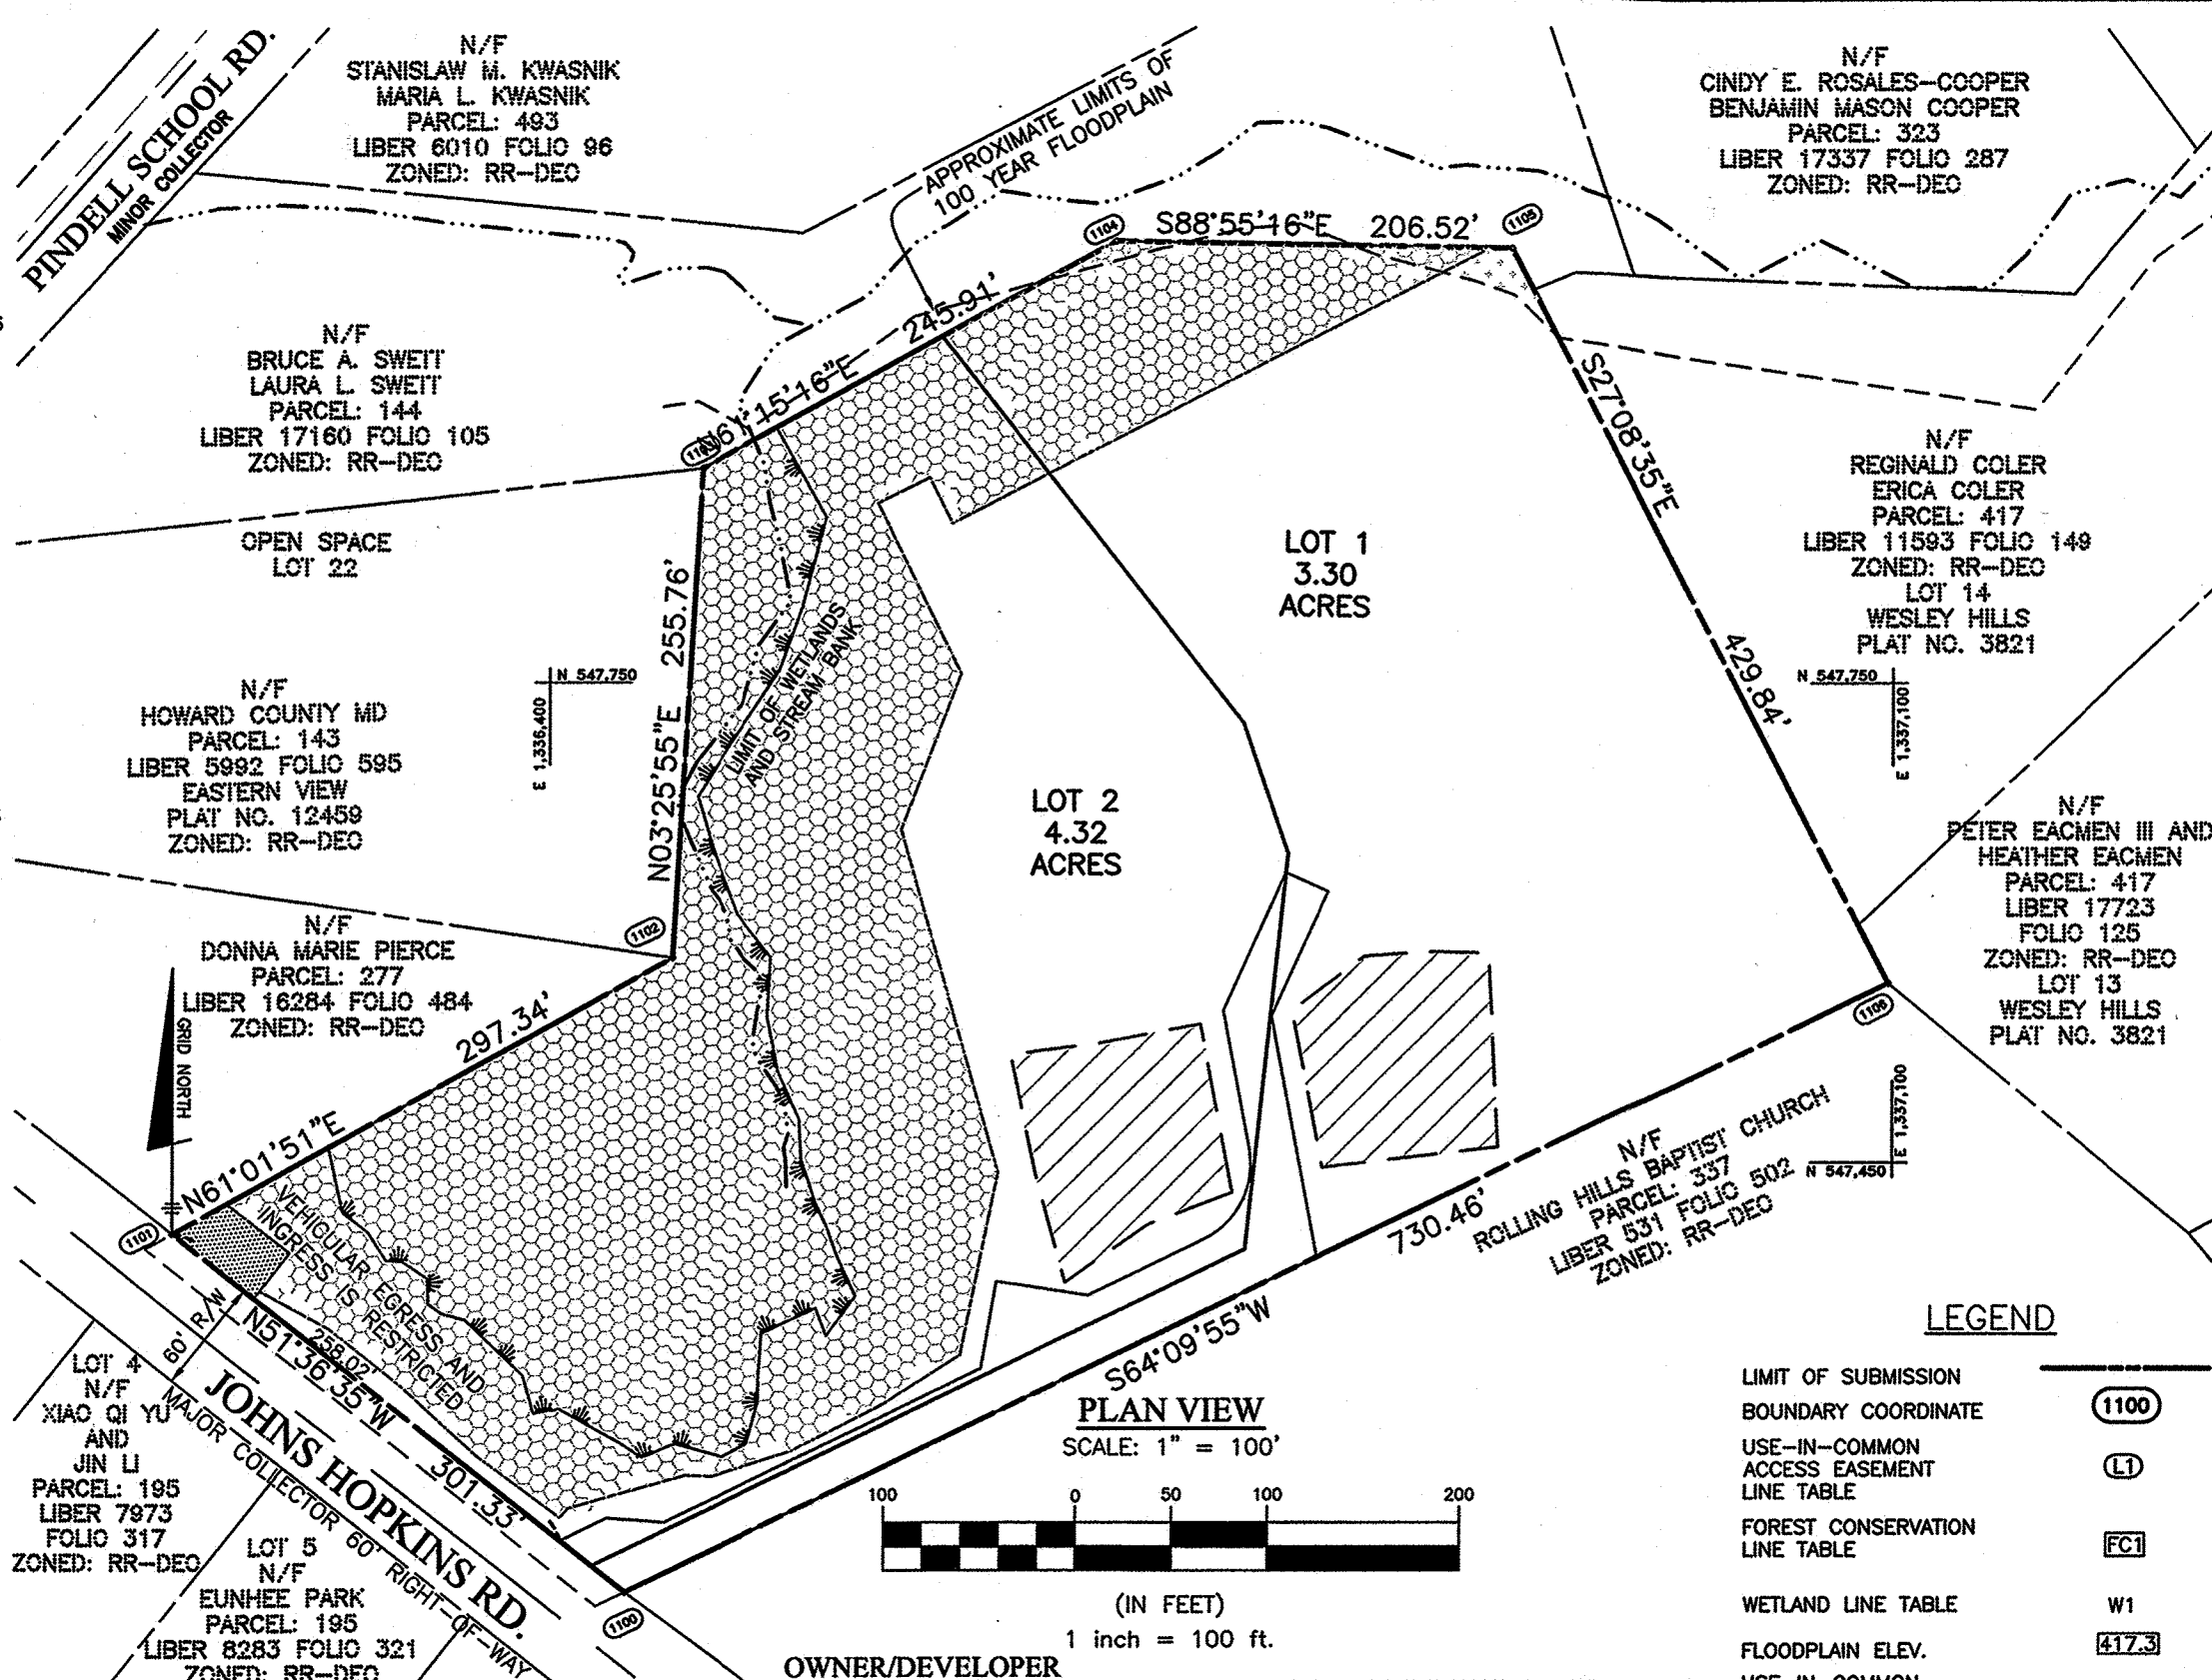 PINDELL SCHOOL RD.
MINOR COLLECTOR
N/F
STANISLAW M. KWASNIK
MARIA L. KWASNIK
PARCEL: 493
LIBER 6010 FOLIO 96
ZONED: RR-DEO
APPROXIMATE LIMITS OF
100 YEAR FLOODPLAIN
N/F
CINDY E. ROSALES-COOPER
BENJAMIN MASON COOPER
PARCEL: 323
LIBER 17337 FOLIO 287
ZONED: RR-DEO
1104
S88°55'16"E 206.52'
1105
N61°15'16"E 245.91'
N/F
BRUCE A. SWETT
LAURA L. SWETT
PARCEL: 144
LIBER 17160 FOLIO 105
ZONED: RR-DEO
S27°08'35"E 429.84'
N/F
REGINALD COLER
ERICA COLER
PARCEL: 417
LIBER 11593 FOLIO 149
ZONED: RR-DEO
LOT 14
WESLEY HILLS
PLAT NO. 3821
OPEN SPACE
LOT 22
LOT 1
3.30
ACRES
N03°25'55"E 255.76'
LIMIT OF WETLANDS
AND STREAM BANK
N 547,750
E 1,336,400
N 547,750
E 1,337,100
N/F
HOWARD COUNTY MD
PARCEL: 143
LIBER 5992 FOLIO 595
EASTERN VIEW
PLAT NO. 12459
ZONED: RR-DEO
LOT 2
4.32
ACRES
N/F
PETER EACMEN III AND
HEATHER EACMEN
PARCEL: 417
LIBER 17723
FOLIO 125
ZONED: RR-DEO
LOT 13
WESLEY HILLS
PLAT NO. 3821
1102
N/F
DONNA MARIE PIERCE
PARCEL: 277
LIBER 16284 FOLIO 484
ZONED: RR-DEO
GRID NORTH
N61°01'51"E 297.34'
1106
1101
VEHICULAR EGRESS AND
INGRESS IS RESTRICTED
N 547,450
E 1,337,100
N/F
ROLLING HILLS BAPTIST CHURCH
PARCEL: 337
LIBER 531 FOLIO 502
ZONED: RR-DEO
S64°09'55"W 730.46'
60' R/W
258.02'
N51°36'35"W 301.33'
JOHNS HOPKINS RD.
MAJOR COLLECTOR 60' RIGHT-OF-WAY
1100
LOT 4
N/F
XIAO QI YU
AND
JIN LI
PARCEL: 195
LIBER 7973
FOLIO 317
ZONED: RR-DEO
LOT 5
N/F
EUNHEE PARK
PARCEL: 195
LIBER 8283 FOLIO 321
ZONED: RR-DEO
PLAN VIEW
SCALE: 1" = 100'
100 0 50 100 200
(IN FEET)
1 inch = 100 ft.
OWNER/DEVELOPER
LEGEND
LIMIT OF SUBMISSION
BOUNDARY COORDINATE 1100
USE-IN-COMMON
ACCESS EASEMENT L1
LINE TABLE
FOREST CONSERVATION
LINE TABLE FC1
WETLAND LINE TABLE W1
FLOODPLAIN ELEV. 417.3
USE-IN-COMMON